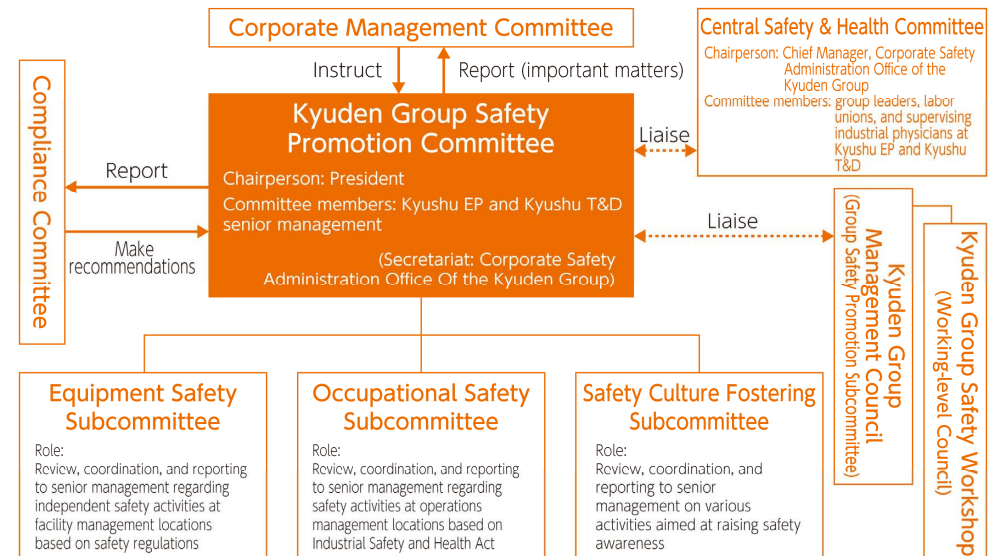 Corporate Management Committee
Instruct
Report (important matters)
Central Safety & Health Committee
Chairperson: Chief Manager, Corporate Safety
Administration Office of the
Kyuden Group
Committee members: group leaders, labor
unions, and supervising
industrial physicians at
Kyushu EP and Kyushu
T&D
Compliance Committee
Report
Make
recommendations
Kyuden Group Safety
Promotion Committee
Chairperson: President
Committee members: Kyushu EP and Kyushu T&D
senior management
(Secretariat: Corporate Safety
Administration Office Of the Kyuden Group)
Liaise
Liaise
Kyuden Group
Management Council
(Group Safety Promotion Subcommittee)
Kyuden Group Safety Workshop
(Working-level Council)
Equipment Safety
Subcommittee
Role:
Review, coordination, and reporting
to senior management regarding
independent safety activities at
facility management locations
based on safety regulations
Occupational Safety
Subcommittee
Role:
Review, coordination, and reporting
to senior management regarding
safety activities at operations
management locations based on
Industrial Safety and Health Act
Safety Culture Fostering
Subcommittee
Role:
Review, coordination, and
reporting to senior
management on various
activities aimed at raising safety
awareness